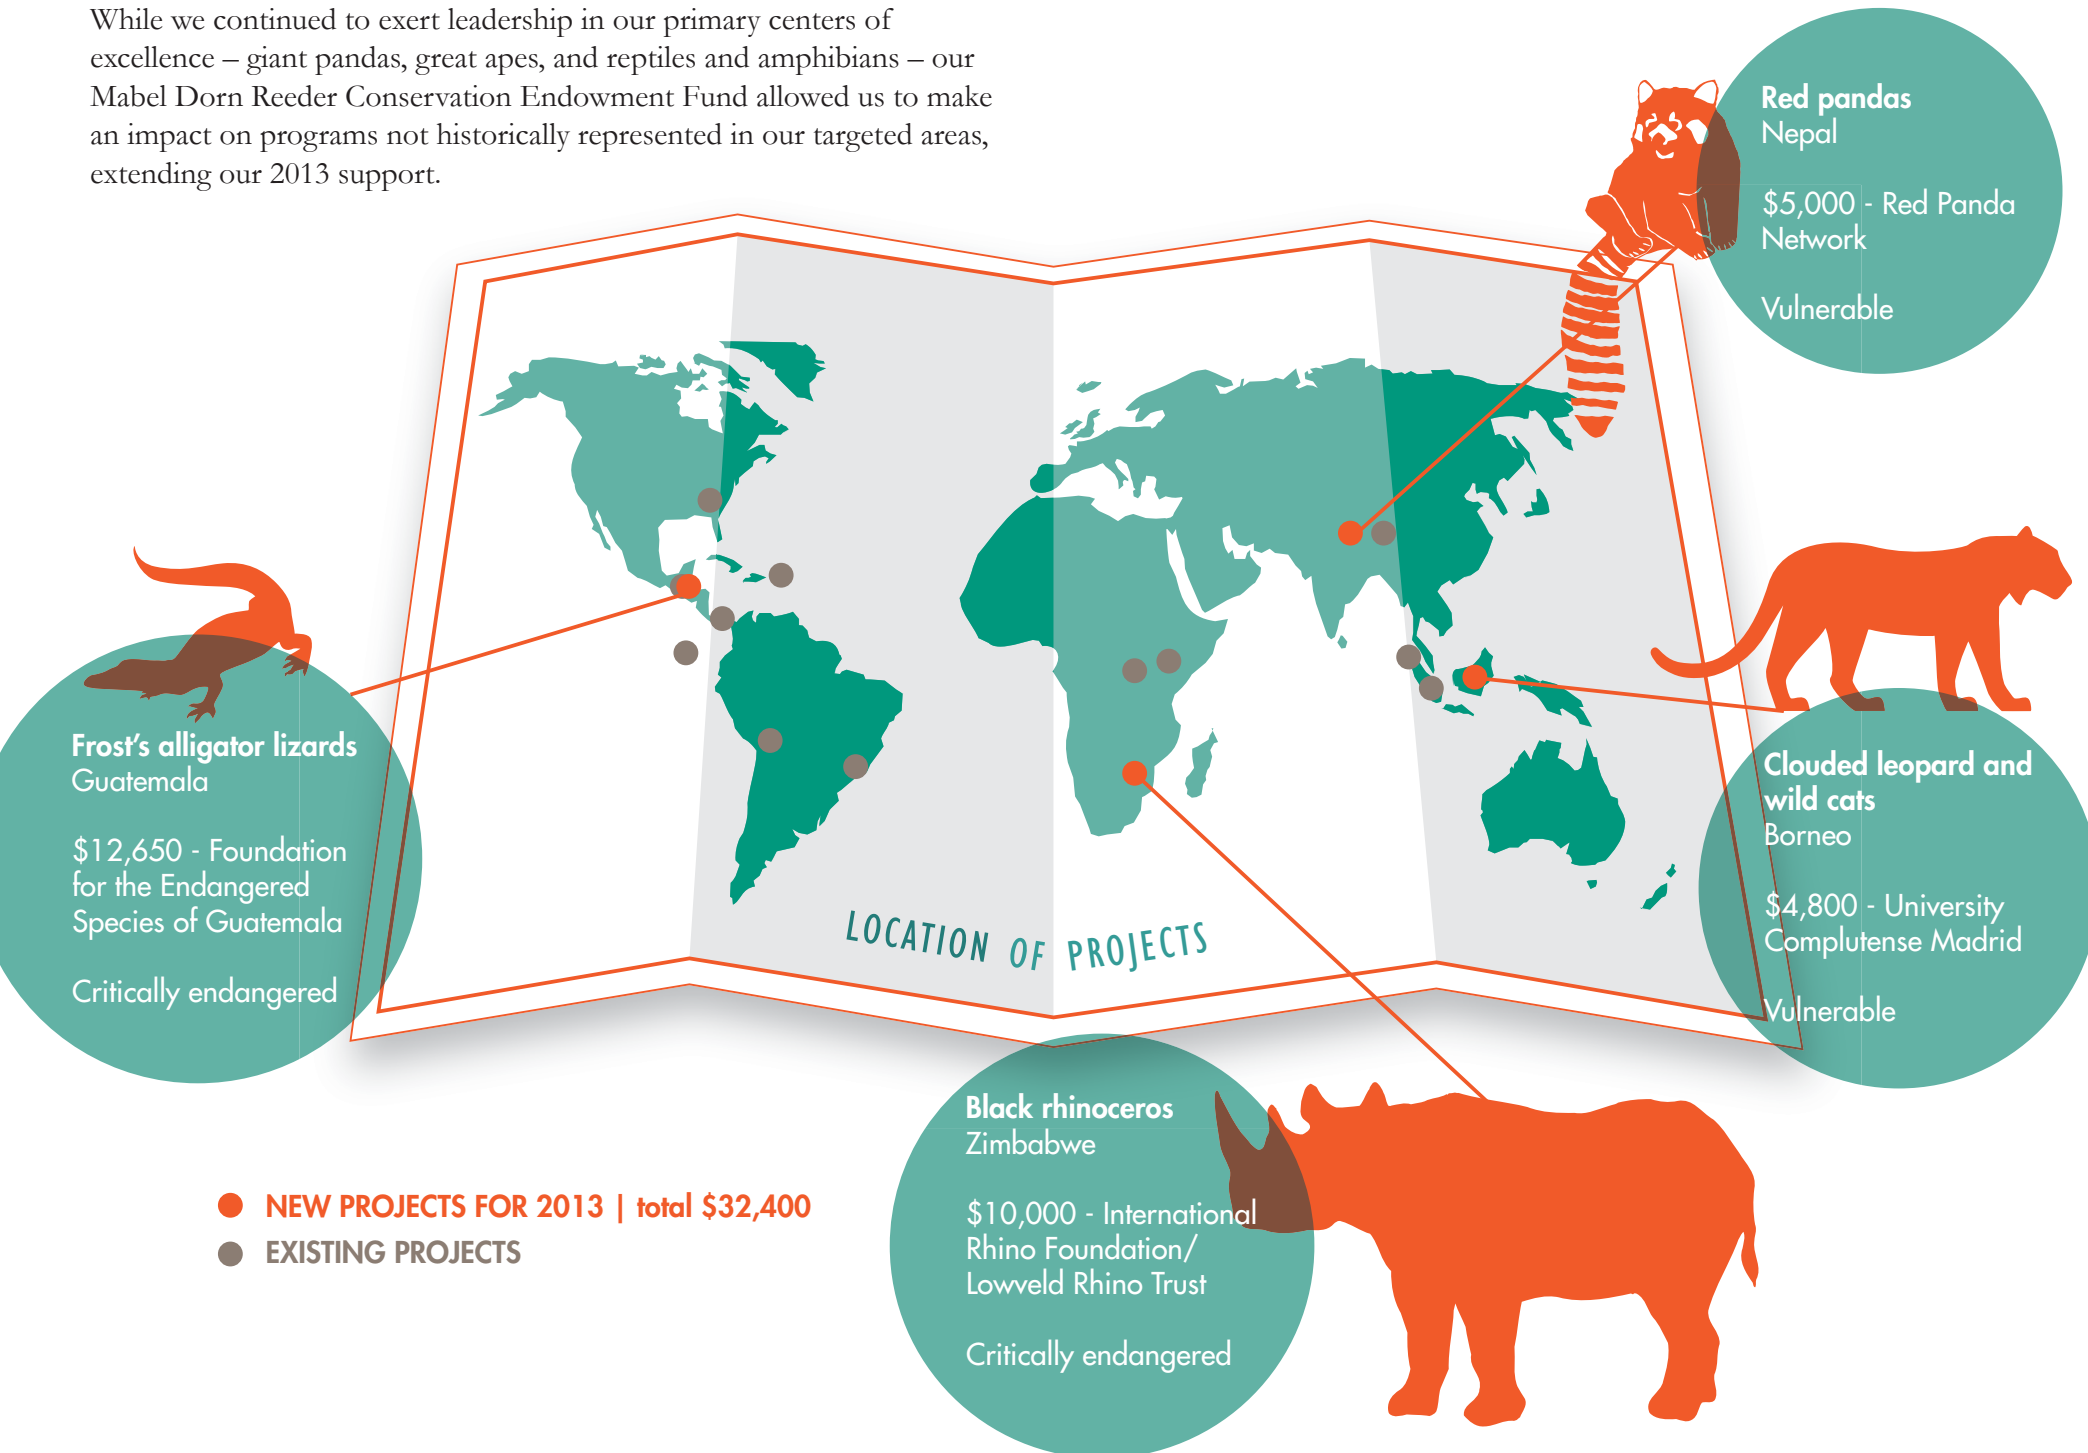 While we continued to exert leadership in our primary centers of
excellence – giant pandas, great apes, and reptiles and amphibians – our
Mabel Dorn Reeder Conservation Endowment Fund allowed us to make
an impact on programs not historically represented in our targeted areas,
extending our 2013 support.
Red pandas
Nepal
$5,000 - Red Panda
Network
Vulnerable
Frost's alligator lizards
Guatemala
$12,650 - Foundation
for the Endangered
Species of Guatemala
Critically endangered
Clouded leopard and
wild cats
Borneo
$4,800 - University
Complutense Madrid
Vulnerable
LOCATION OF PROJECTS
Black rhinoceros
Zimbabwe
$10,000 - International
Rhino Foundation/
Lowveld Rhino Trust
Critically endangered
NEW PROJECTS FOR 2013 | total $32,400
EXISTING PROJECTS